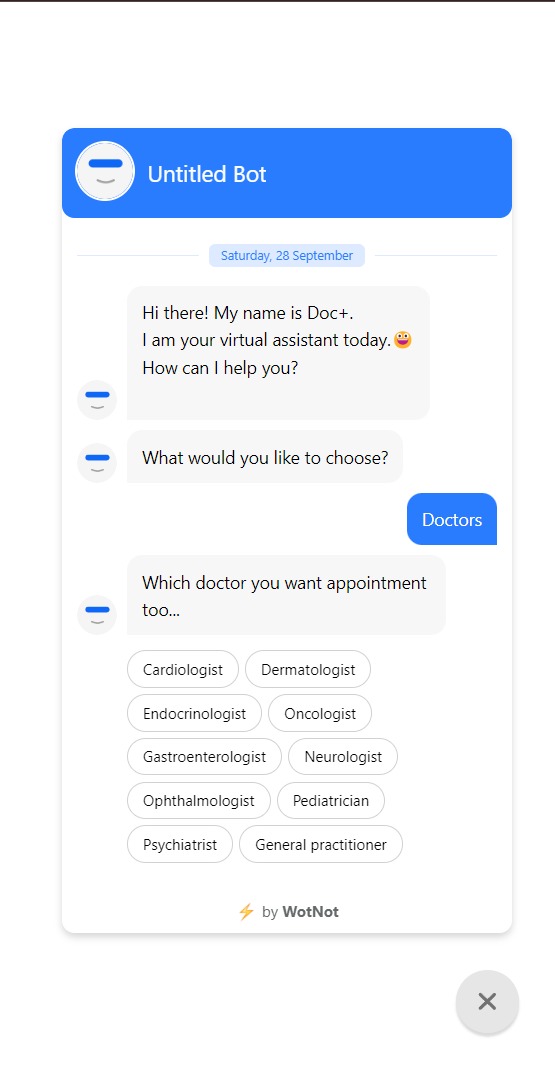 Untitled Bot
Saturday, 28 September
Hi there! My name is Doc+.
I am your virtual assistant today.😀
How can I help you?
What would you like to choose?
Doctors
Which doctor you want appointment
too...
Cardiologist
Dermatologist
Endocrinologist
Oncologist
Gastroenterologist
Neurologist
Ophthalmologist
Pediatrician
Psychiatrist
General practitioner
⚡ by WotNot